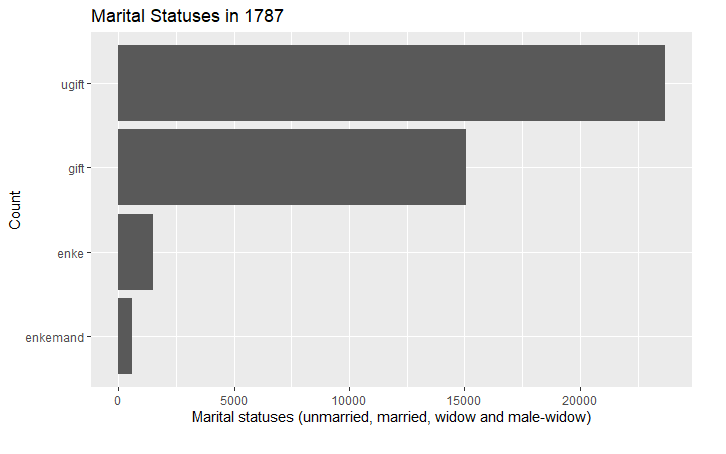 Marital Statuses in 1787
Count
ugift
gift
enke
enkemand
0 5000 10000 15000 20000
Marital statuses (unmarried, married, widow and male-widow)